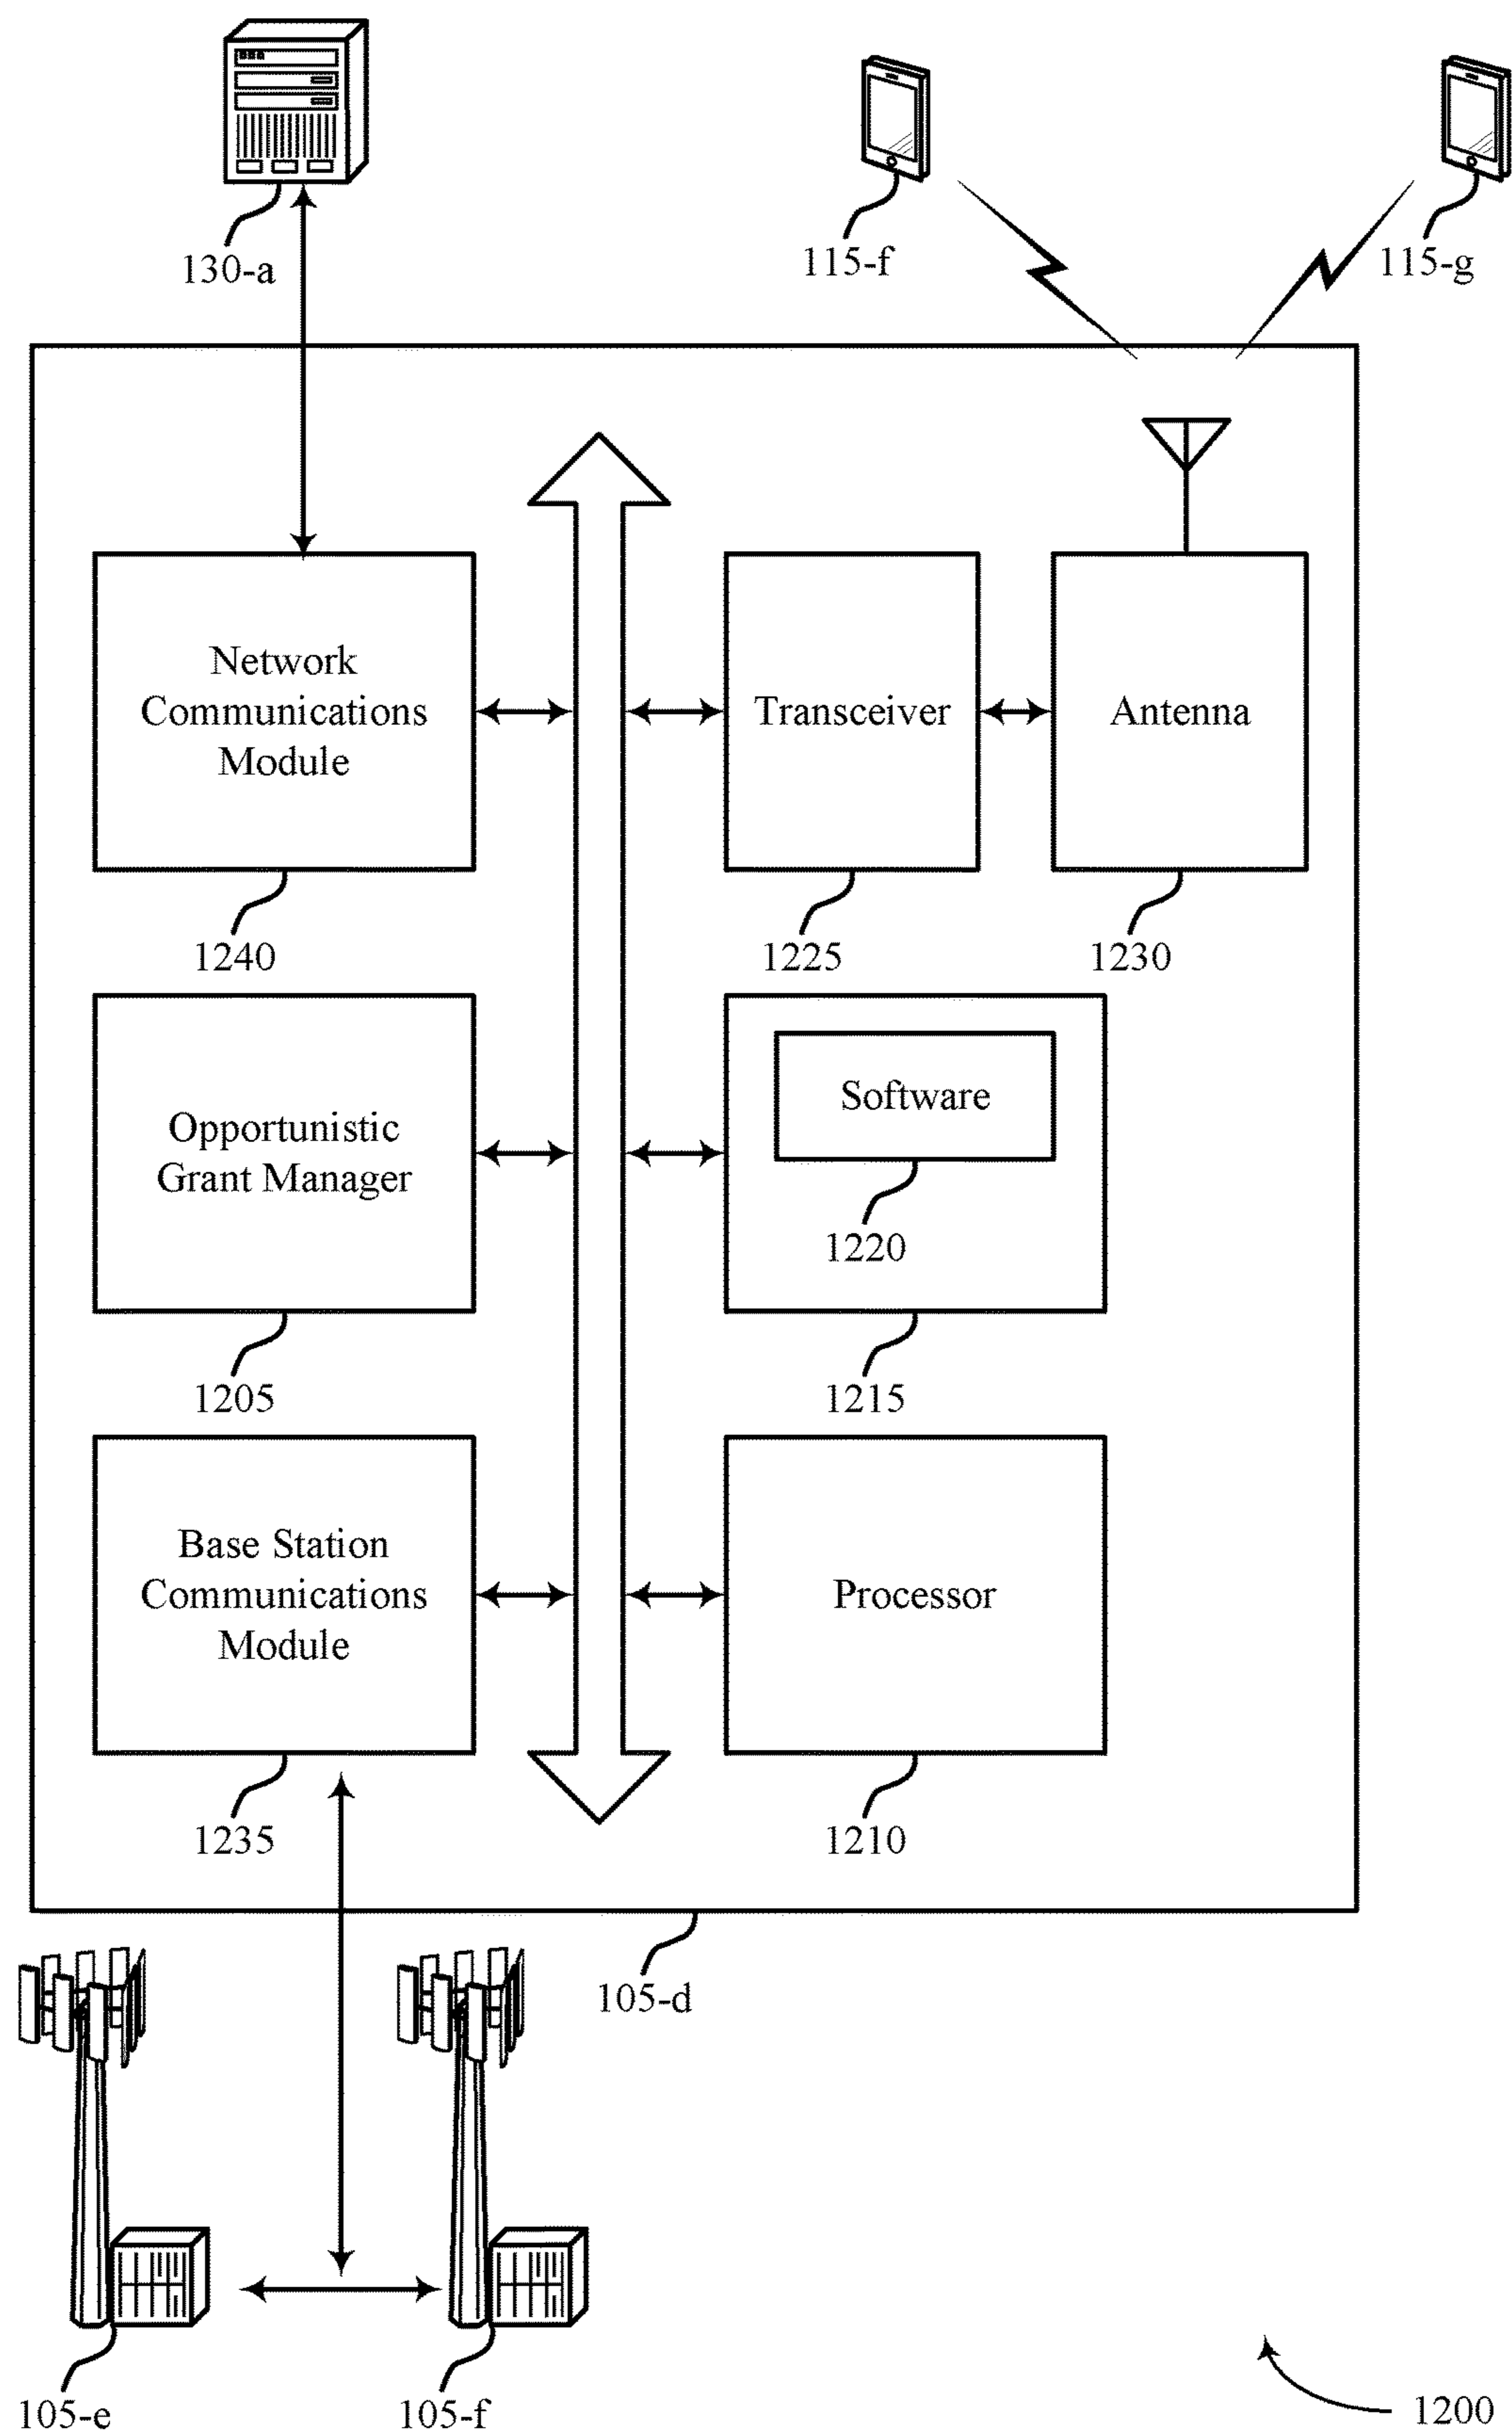 130-a
115-f
115-g
Network
Communications
Module
Transceiver
Antenna
1240
1225
1230
Opportunistic
Grant Manager
Software
1220
1205
1215
Base Station
Communications
Module
Processor
1235
1210
105-d
105-e
105-f
1200